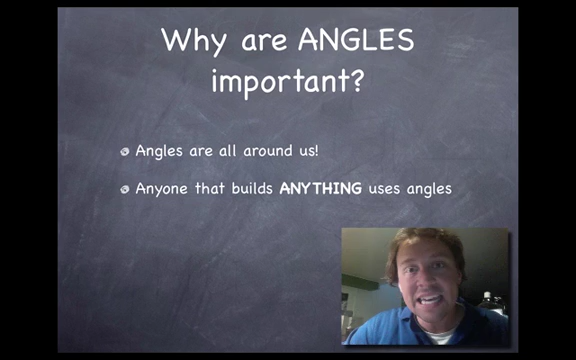 Why are ANGLES
important?
Angles are all around us!
Anyone that builds ANYTHING uses angles